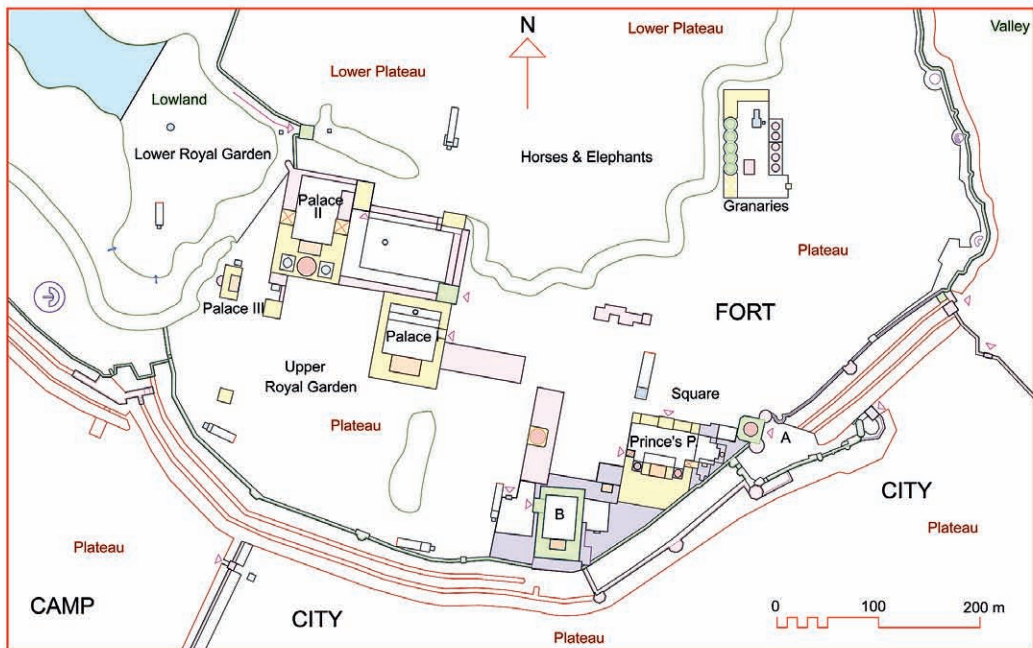 N
Lower Plateau
Valley
Lower Plateau
Lowland
Lower Royal Garden
Horses & Elephants
Palace
II
Granaries
Plateau
Palace III
Palace I
FORT
Upper
Royal Garden
Square
Plateau
Prince's P.
A
CITY
B
Plateau
Plateau
CAMP
CITY
Plateau
0 100 200 m